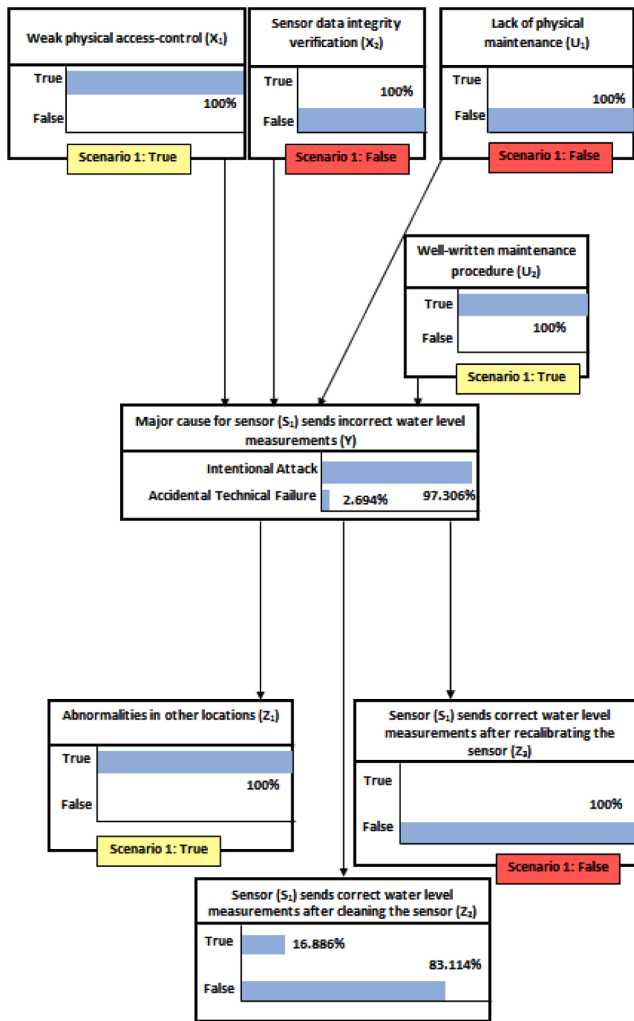 Weak physical access-control (X₁)
True
100%
False
Scenario 1: True
Sensor data integrity
verification (X₂)
True
100%
False
Scenario 1: False
Lack of physical
maintenance (U₁)
True
100%
False
Scenario 1: False
Well-written maintenance
procedure (U₂)
True
100%
False
Scenario 1: True
Major cause for sensor (S₁) sends incorrect water level
measurements (Y)
Intentional Attack
Accidental Technical Failure 2.694% 97.306%
Abnormalities in other locations (Z₁)
True
100%
False
Scenario 1: True
Sensor (S₁) sends correct water level
measurements after recalibrating the
sensor (Z₃)
True
100%
False
Scenario 1: False
Sensor (S₁) sends correct water level
measurements after cleaning the sensor (Z₂)
True 16.886%
83.114%
False